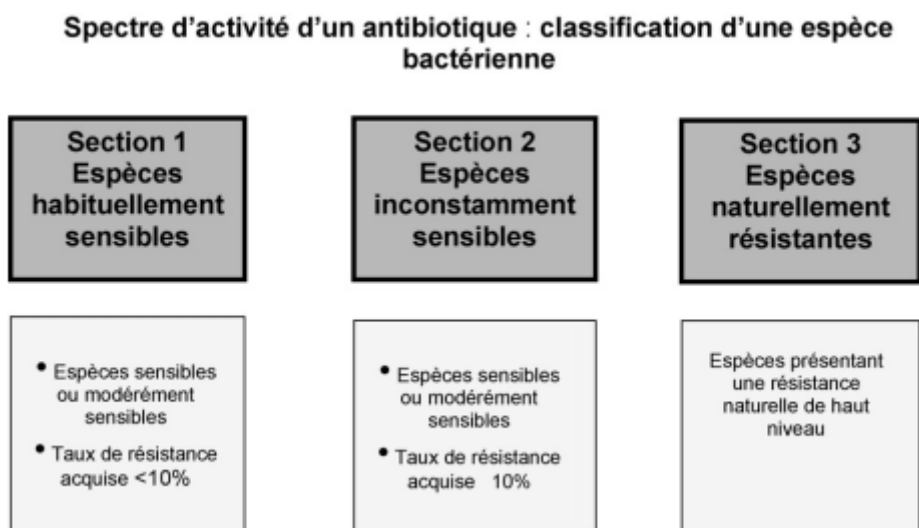 Spectre d’activité d’un antibiotique : classification d’une espèce
bactérienne
Section 1
Espèces
habituellement
sensibles
Section 2
Espèces
inconstamment
sensibles
Section 3
Espèces
naturellement
résistantes
• Espèces sensibles
ou modérément
sensibles
• Taux de résistance
acquise <10%
• Espèces sensibles
ou modérément
sensibles
• Taux de résistance
acquise 10%
Espèces présentant
une résistance
naturelle de haut
niveau